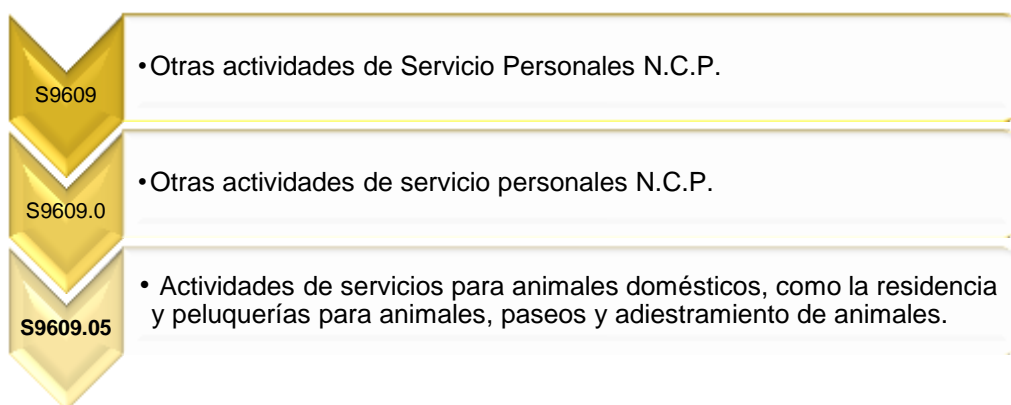 S9609
•Otras actividades de Servicio Personales N.C.P.
S9609.0
•Otras actividades de servicio personales N.C.P.
S9609.05
• Actividades de servicios para animales domésticos, como la residencia
y peluquerías para animales, paseos y adiestramiento de animales.